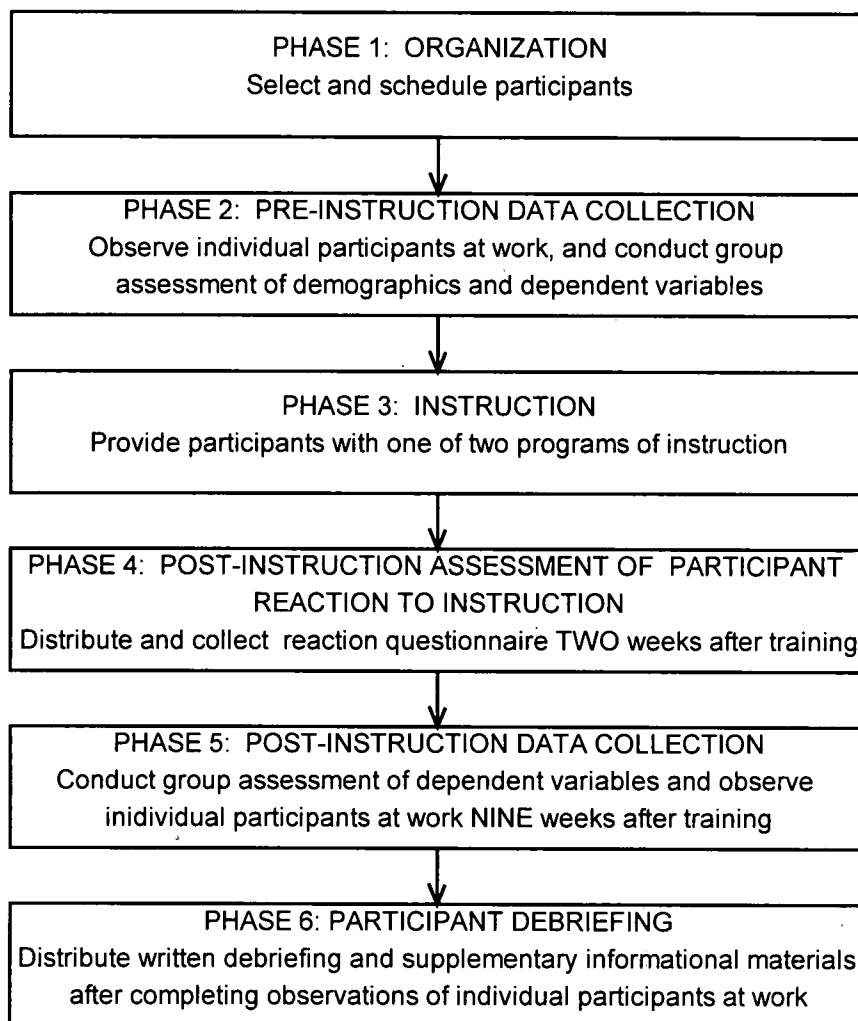 PHASE 1: ORGANIZATION
Select and schedule participants
PHASE 2: PRE-INSTRUCTION DATA COLLECTION
Observe individual participants at work, and conduct group
assessment of demographics and dependent variables
PHASE 3: INSTRUCTION
Provide participants with one of two programs of instruction
PHASE 4: POST-INSTRUCTION ASSESSMENT OF PARTICIPANT
REACTION TO INSTRUCTION
Distribute and collect reaction questionnaire TWO weeks after training
PHASE 5: POST-INSTRUCTION DATA COLLECTION
Conduct group assessment of dependent variables and observe
inidividual participants at work NINE weeks after training
PHASE 6: PARTICIPANT DEBRIEFING
Distribute written debriefing and supplementary informational materials
after completing observations of individual participants at work